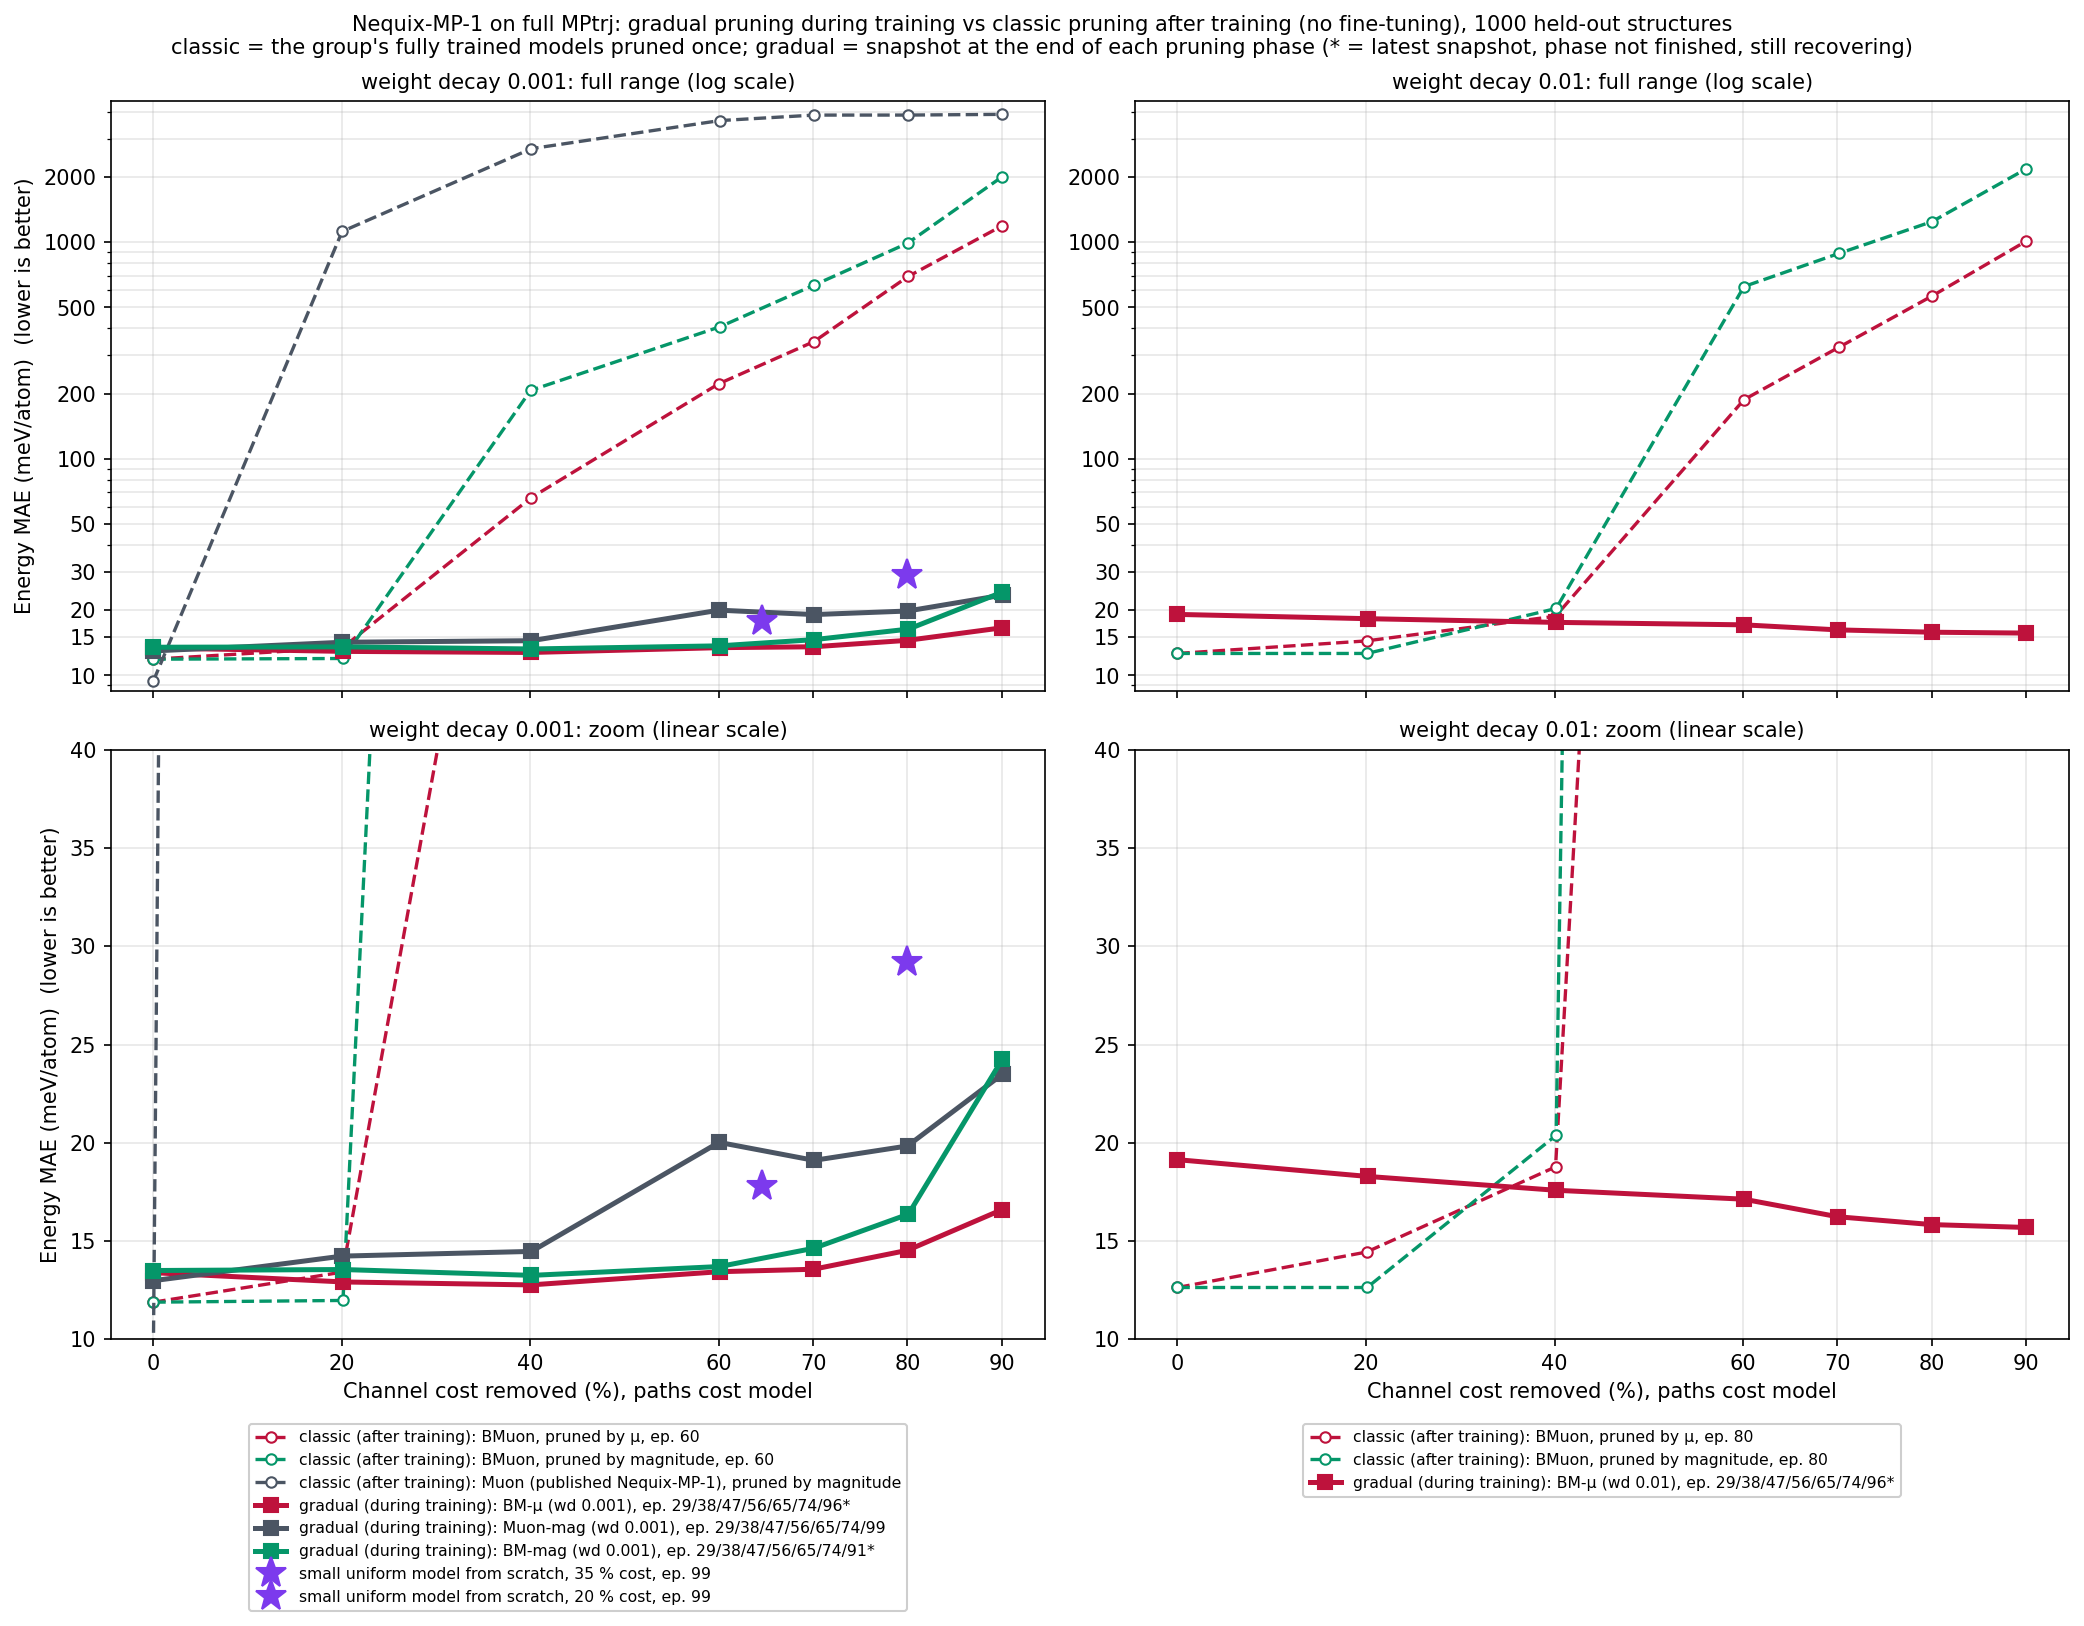 Nequix-MP-1 on full MPtrj: gradual pruning during training vs classic pruning after training (no fine-tuning), 1000 held-out structures
classic = the group's fully trained models pruned once; gradual = snapshot at the end of each pruning phase (* = latest snapshot, phase not finished, still recovering)
weight decay 0.001: full range (log scale)
Energy MAE (meV/atom)  (lower is better)
2000
1000
500
200
100
50
30
20
15
10
weight decay 0.01: full range (log scale)
2000
1000
500
200
100
50
30
20
15
10
weight decay 0.001: zoom (linear scale)
Energy MAE (meV/atom)  (lower is better)
40
35
30
25
20
15
10
0 20 40 60 70 80 90
Channel cost removed (%), paths cost model
weight decay 0.01: zoom (linear scale)
40
35
30
25
20
15
10
0 20 40 60 70 80 90
Channel cost removed (%), paths cost model
classic (after training): BMuon, pruned by μ, ep. 60
classic (after training): BMuon, pruned by magnitude, ep. 60
classic (after training): Muon (published Nequix-MP-1), pruned by magnitude
gradual (during training): BM-μ (wd 0.001), ep. 29/38/47/56/65/74/96*
gradual (during training): Muon-mag (wd 0.001), ep. 29/38/47/56/65/74/99
gradual (during training): BM-mag (wd 0.001), ep. 29/38/47/56/65/74/91*
small uniform model from scratch, 35 % cost, ep. 99
small uniform model from scratch, 20 % cost, ep. 99
classic (after training): BMuon, pruned by μ, ep. 80
classic (after training): BMuon, pruned by magnitude, ep. 80
gradual (during training): BM-μ (wd 0.01), ep. 29/38/47/56/65/74/96*